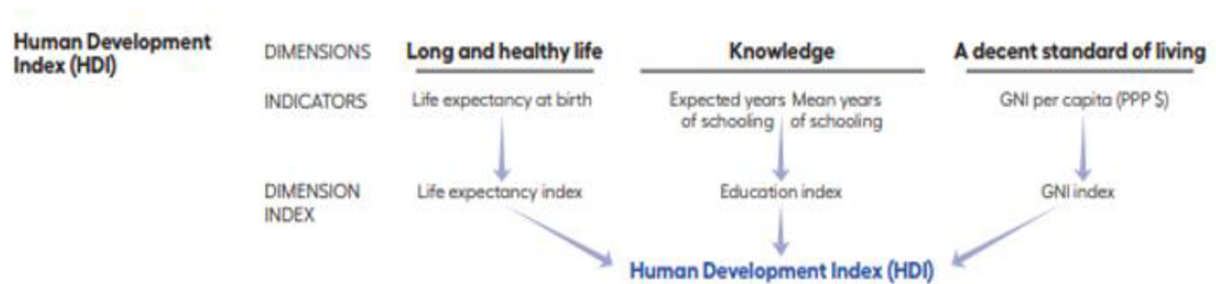 Human Development
Index (HDI)
DIMENSIONS Long and healthy life Knowledge A decent standard of living
INDICATORS Life expectancy at birth Expected years Mean years GNI per capita (PPP $)
of schooling of schooling
DIMENSION Life expectancy index Education index GNI index
INDEX
Human Development Index (HDI)